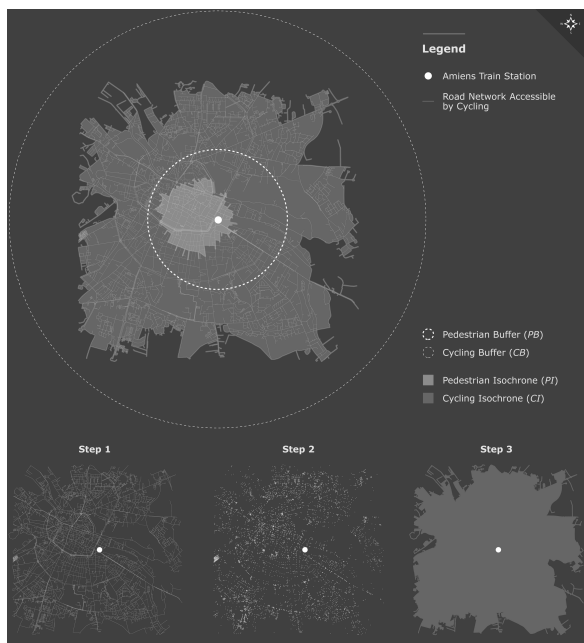 Legend
Amiens Train Station
Road Network Accessible
by Cycling
Pedestrian Buffer (PB)
Cycling Buffer (CB)
Pedestrian Isochrone (PI)
Cycling Isochrone (CI)
Step 1
Step 2
Step 3